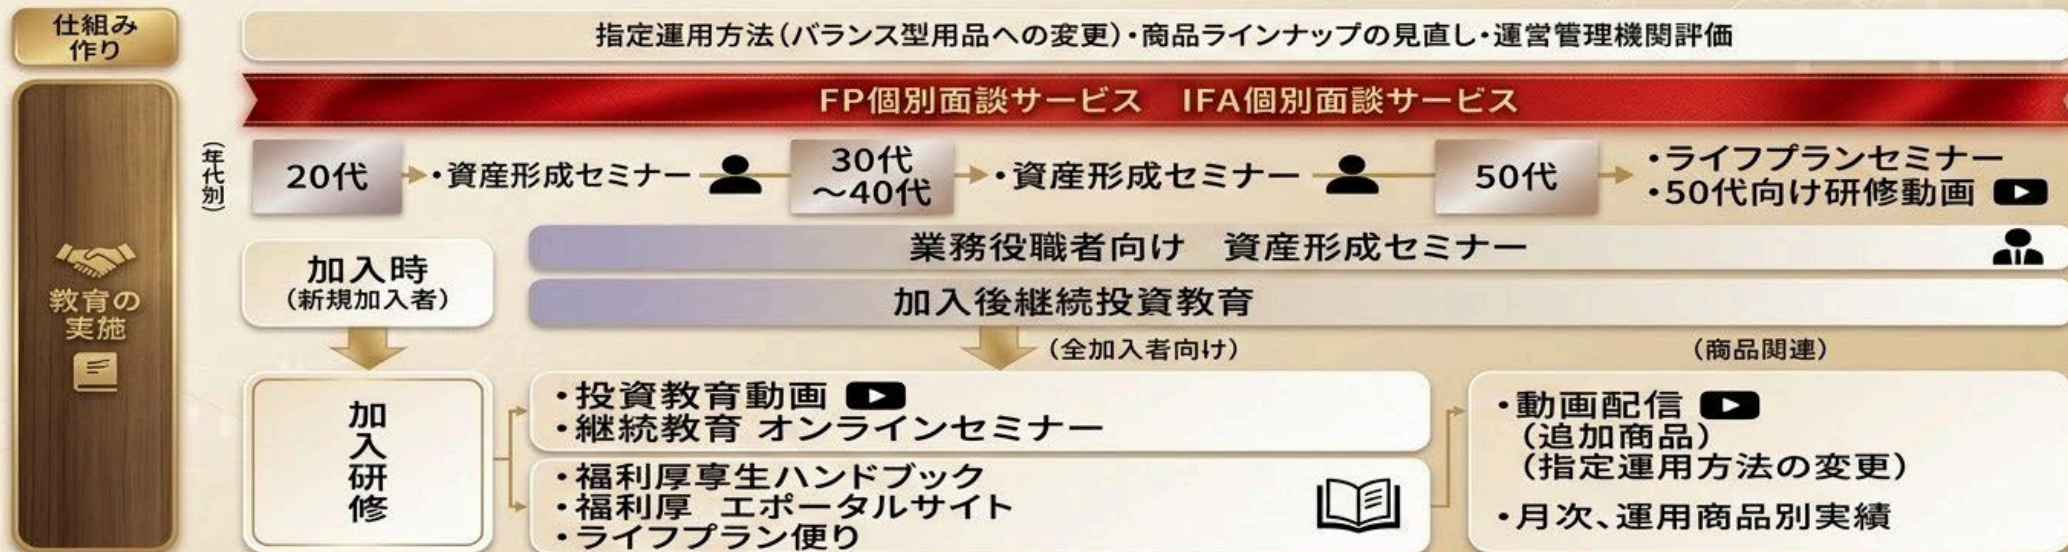 仕組み
作り
指定運用方法(バランス型用品への変更)・商品ラインナップの見直し・運営管理機関評価
FP個別面談サービス　IFA個別面談サービス
教育の
実施
(年代別)
20代
・資産形成セミナー
30代
～40代
・資産形成セミナー
50代
・ライフプランセミナー
・50代向け研修動画
加入時
(新規加入者)
業務役職者向け　資産形成セミナー
加入後継続投資教育
(全加入者向け)
(商品関連)
加入研修
・投資教育動画
・継続教育 オンラインセミナー
・福利厚享生ハンドブック
・福利厚　エポータルサイト
・ライフプラン便り
・動画配信
(追加商品)
(指定運用方法の変更)
・月次、運用商品別実績